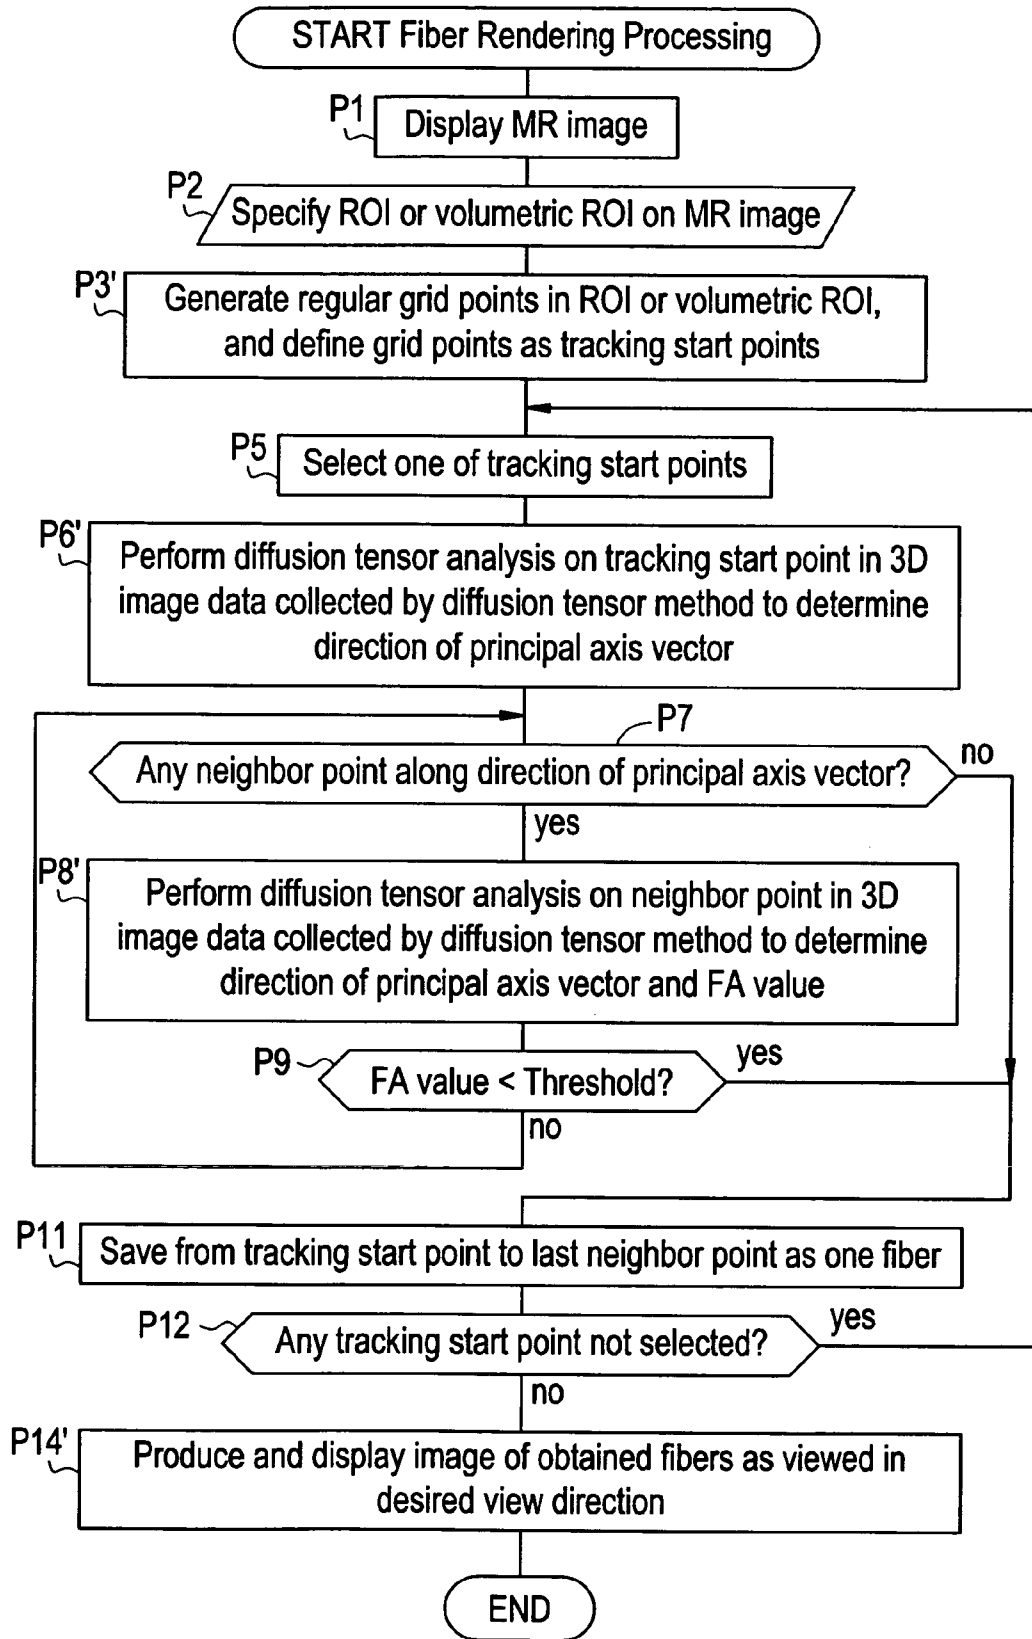 START Fiber Rendering Processing
P1
Display MR image
P2
Specify ROI or volumetric ROI on MR image
P3'
Generate regular grid points in ROI or volumetric ROI,
and define grid points as tracking start points
P5
Select one of tracking start points
P6'
Perform diffusion tensor analysis on tracking start point in 3D
image data collected by diffusion tensor method to determine
direction of principal axis vector
P7
Any neighbor point along direction of principal axis vector?
no
yes
P8'
Perform diffusion tensor analysis on neighbor point in 3D
image data collected by diffusion tensor method to determine
direction of principal axis vector and FA value
P9
FA value < Threshold?
yes
no
P11
Save from tracking start point to last neighbor point as one fiber
P12
Any tracking start point not selected?
yes
no
P14'
Produce and display image of obtained fibers as viewed in
desired view direction
END